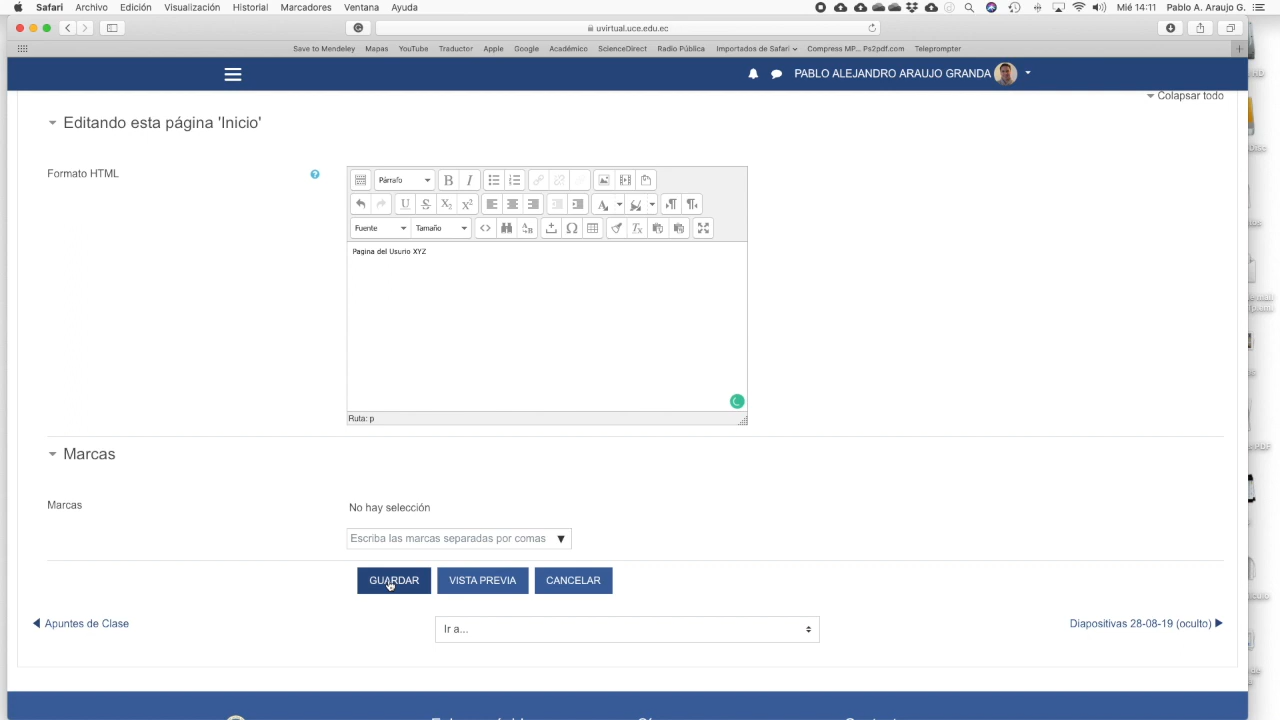 Safari Archivo Edición Visualización Historial Marcadores Ventana Ayuda Mié 14:11 Pablo A. Araujo G.
uvirtual.uce.edu.ec
Save to Mendeley Mapas YouTube Traductor Apple Google Académico ScienceDirect Radio Pública Importados de Safari Compress MP... Ps2pdf.com Teleprompter
PABLO ALEJANDRO ARAUJO GRANDA
Colapsar todo
Editando esta página 'Inicio'
Formato HTML
Párrafo
Fuente Tamaño
Pagina del Usurio XYZ
Ruta: p
Marcas
Marcas
No hay selección
Escriba las marcas separadas por comas
GUARDAR VISTA PREVIA CANCELAR
Apuntes de Clase Ir a... Diapositivas 28-08-19 (oculto)